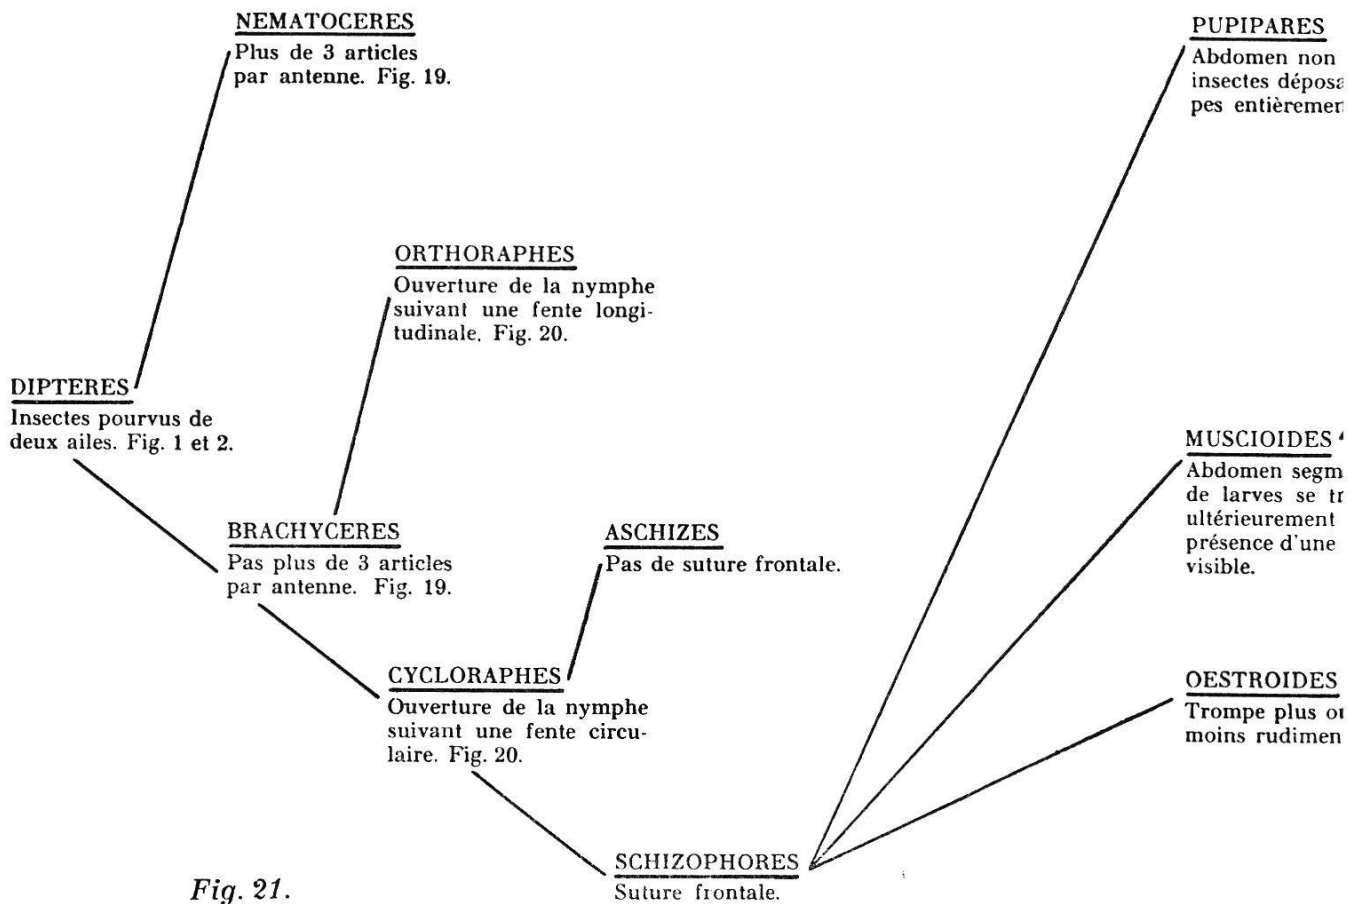 NEMATOCERES
Plus de 3 articles
par antenne. Fig. 19.
PUPIPARES
Abdomen non
insectes
pes
ORTHORAPHES
Ouverture de la nymphe
suivant une fente longi-
tudinale. Fig. 20.
DIPTERES
Insectes pourvus de
deux ailes. Fig. 1 et 2.
MUSCIOIDES
Abdomen
de larves se
ultérieurement
présence d'une
visible.
BRACHYCERES
Pas plus de 3 articles
par antenne. Fig. 19.
ASCHIZES
Pas de suture frontale.
CYCLORAPHES
Ouverture de la nymphe
suivant une fente circu-
laire. Fig. 20.
OESTROIDES
Trompe plus
moins
SCHIZOPHORES
Suture frontale.
Fig. 21.